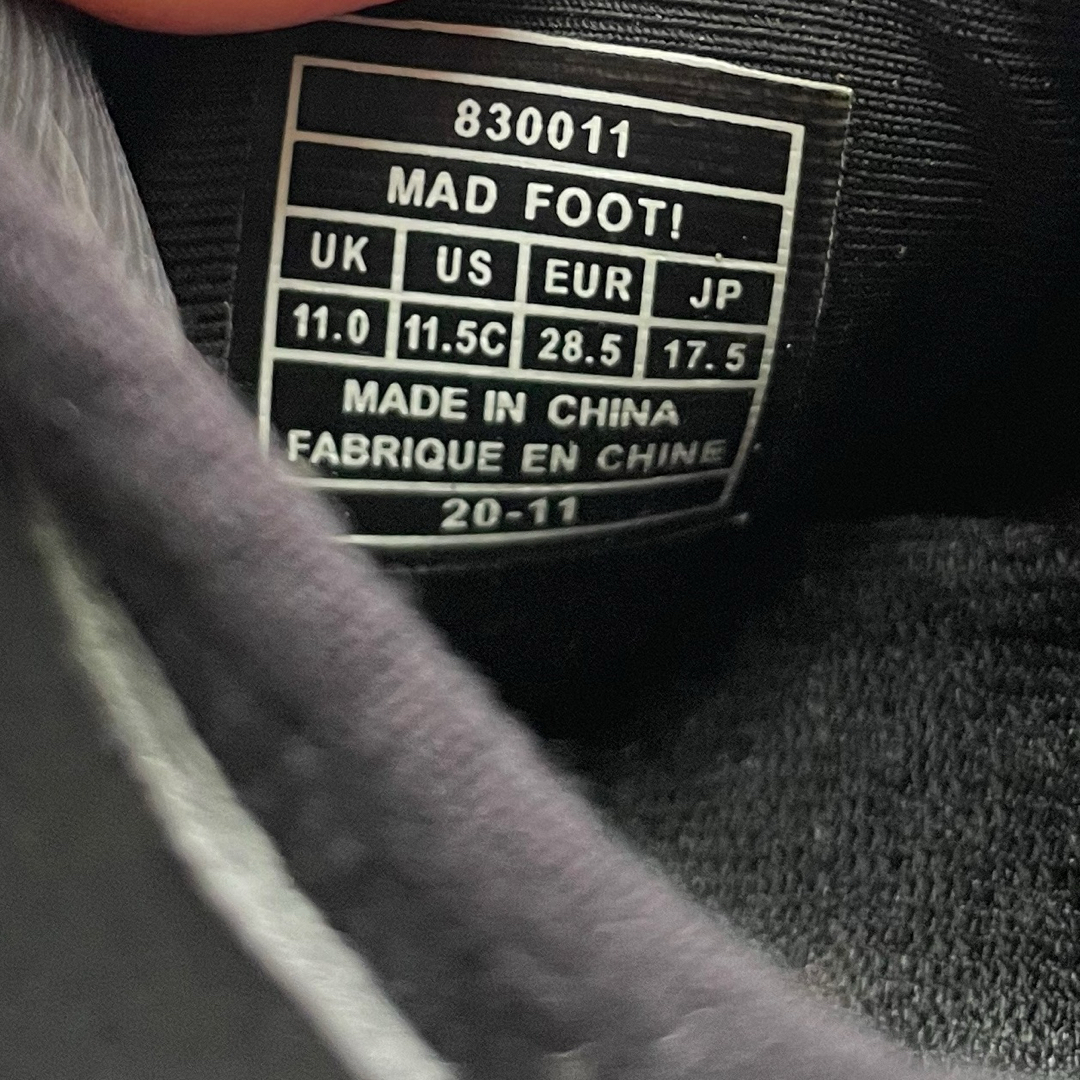 830011
MAD FOOT!
UK US EUR JP
11.0 11.5C 28.5 17.5
MADE IN CHINA
FABRIQUE EN CHINE
20-11